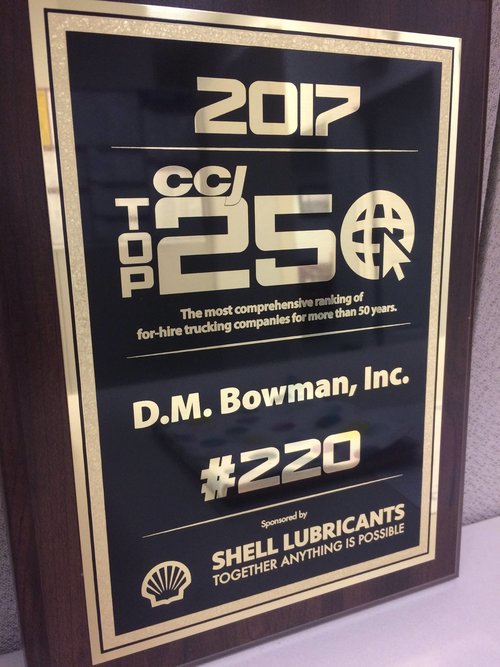 2017
CCJ
TOP
250
The most comprehensive ranking of
for-hire trucking companies for more than 50 years.
D.M. Bowman, Inc.
#220
Sponsored by
SHELL LUBRICANTS
TOGETHER ANYTHING IS POSSIBLE